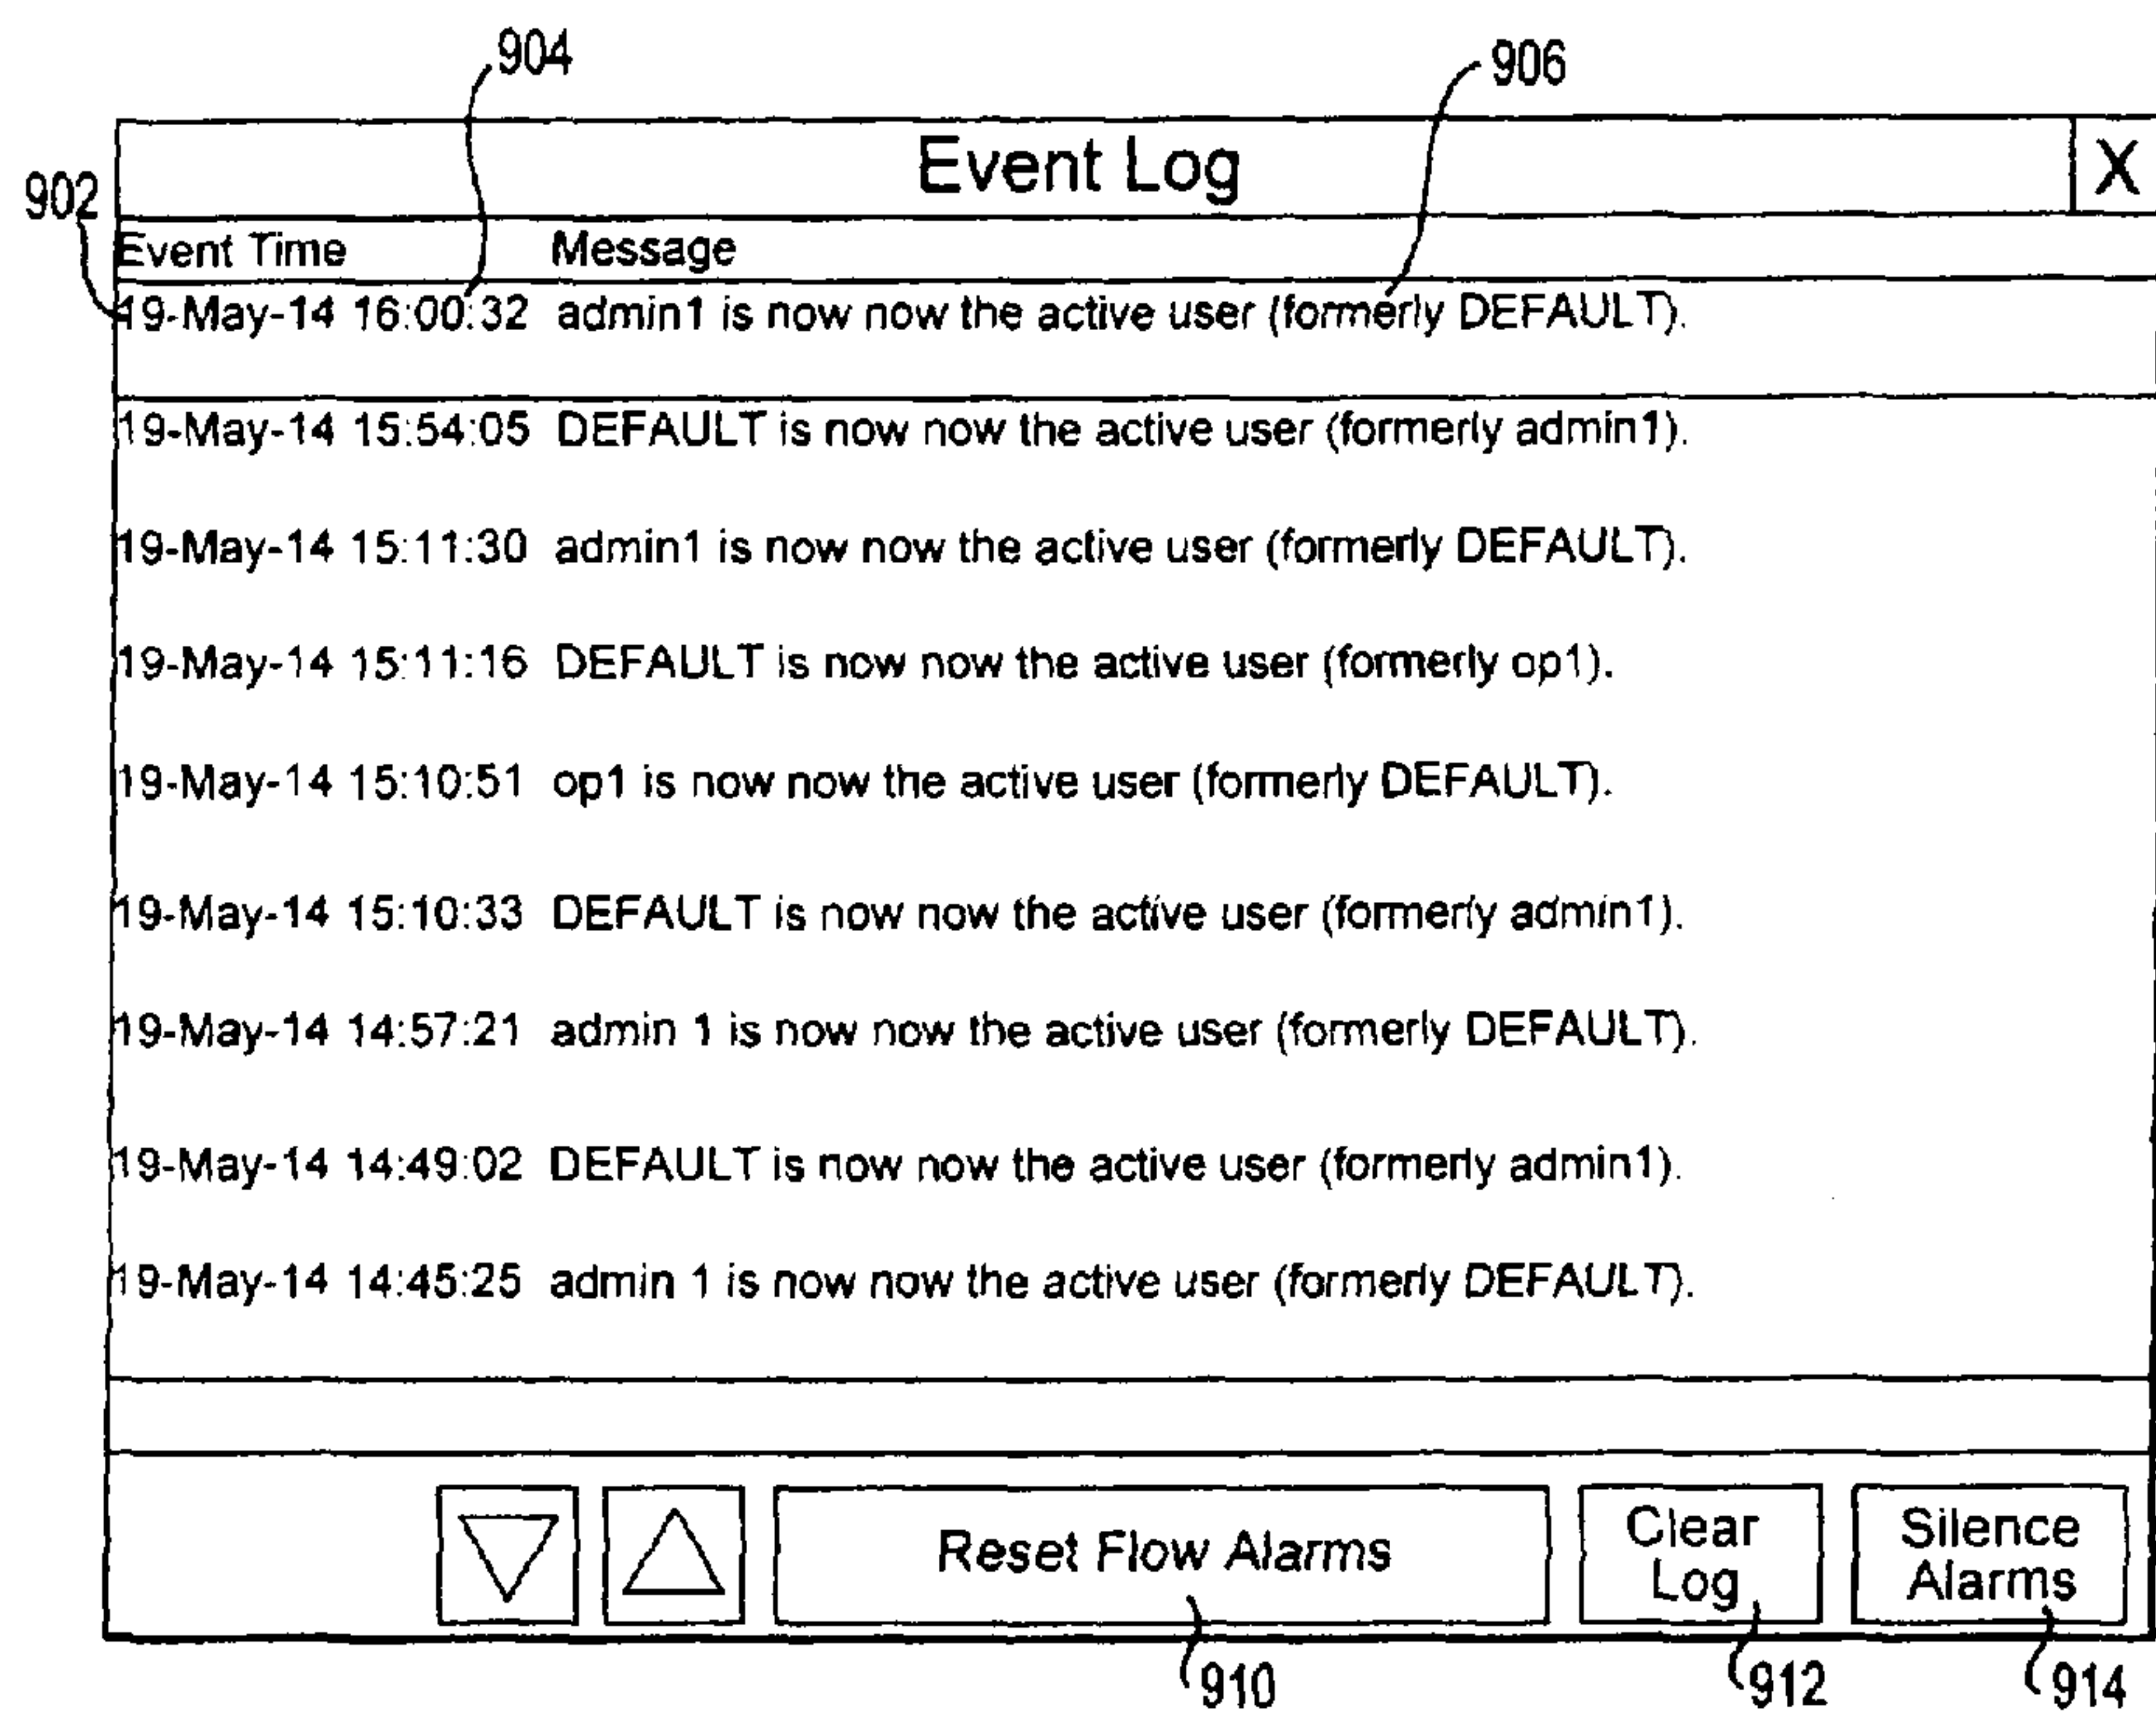 904
906
Event Log X
902
Event Time Message
19-May-14 16:00:32 admin1 is now now the active user (formerly DEFAULT).
19-May-14 15:54:05 DEFAULT is now now the active user (formerly admin1).
19-May-14 15:11:30 admin1 is now now the active user (formerly DEFAULT).
19-May-14 15:11:16 DEFAULT is now now the active user (formerly op1).
19-May-14 15:10:51 op1 is now now the active user (formerly DEFAULT).
19-May-14 15:10:33 DEFAULT is now now the active user (formerly admin1).
19-May-14 14:57:21 admin 1 is now now the active user (formerly DEFAULT).
19-May-14 14:49:02 DEFAULT is now now the active user (formerly admin1).
19-May-14 14:45:25 admin 1 is now now the active user (formerly DEFAULT).
Reset Flow Alarms
Clear
Log
Silence
Alarms
910
912
914